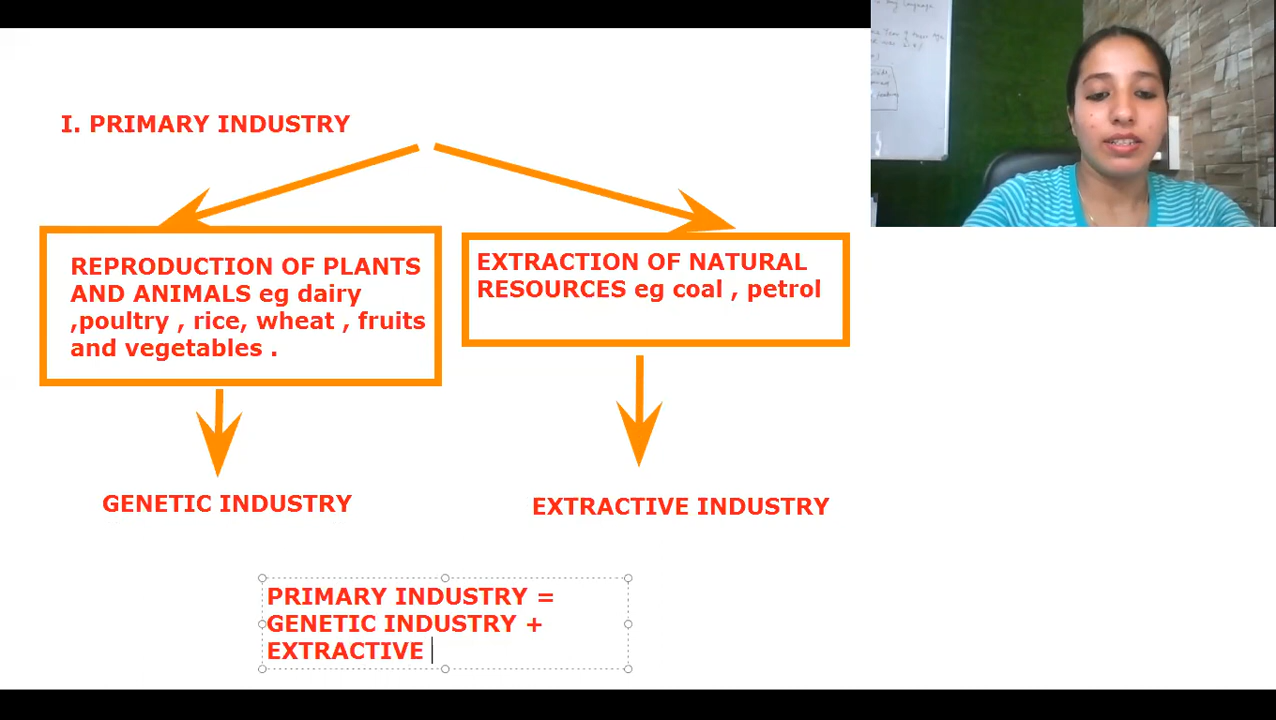 I. PRIMARY INDUSTRY
REPRODUCTION OF PLANTS
AND ANIMALS eg dairy
,poultry , rice, wheat , fruits
and vegetables .
EXTRACTION OF NATURAL
RESOURCES eg coal , petrol
GENETIC INDUSTRY
EXTRACTIVE INDUSTRY
PRIMARY INDUSTRY =
GENETIC INDUSTRY +
EXTRACTIVE
language